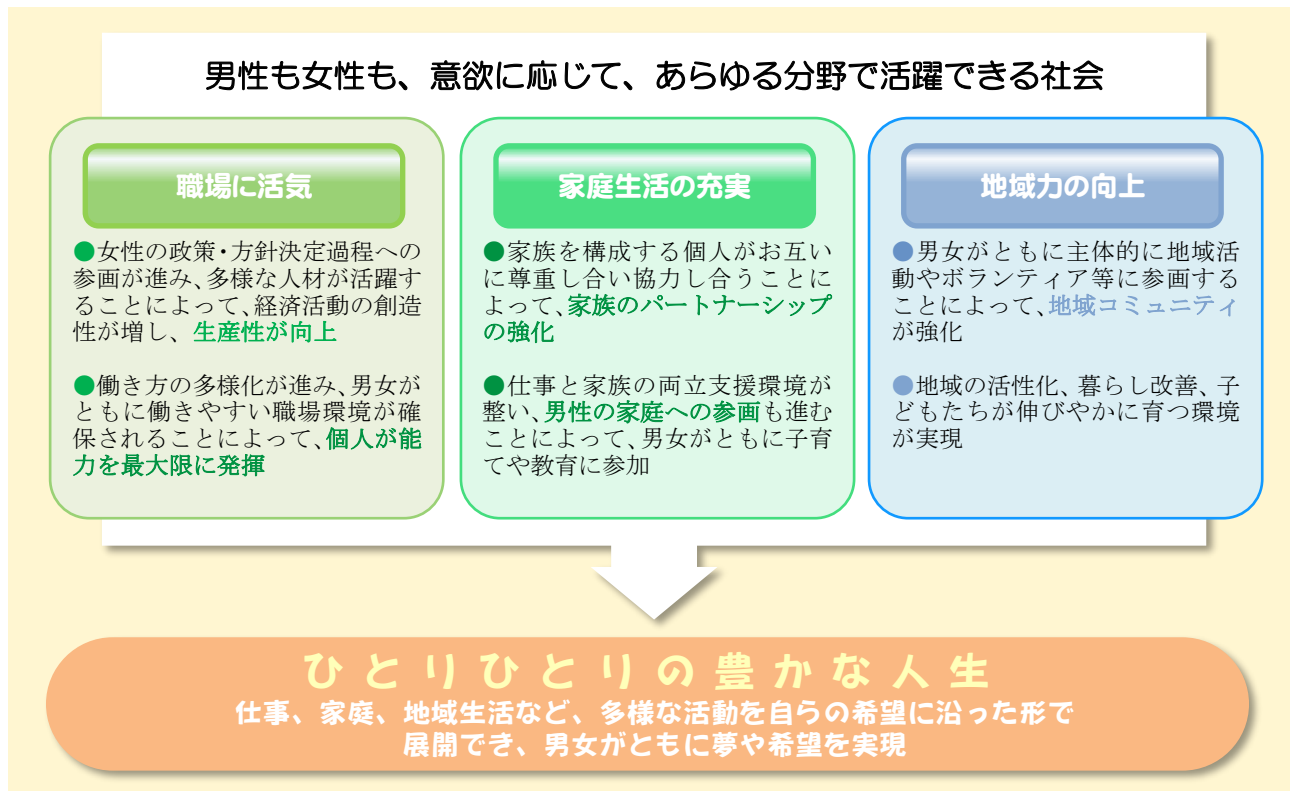 男性も女性も、意欲に応じて、あらゆる分野で活躍できる社会
職場に活気
●女性の政策・方針決定過程への
参画が進み、多様な人材が活躍す
ることによって、経済活動の創造
性が増し、生産性が向上
●働き方の多様化が進み、男女が
ともに働きやすい職場環境が確
保されることによって、個人が能
力を最大限に発揮
家庭生活の充実
●家族を構成する個人がお互い
に尊重し合い協力し合うことに
よって、家族のパートナーシップ
の強化
●仕事と家族の両立支援環境が
整い、男性の家庭への参画も進む
ことによって、男女がともに子育
てや教育に参加
地域力の向上
●男女がともに主体的に地域活
動やボランティア等に参画する
ことによって、地域コミュニティ
が強化
●地域の活性化、暮らし改善、子
どもたちが伸びやかに育つ環境
が実現
ひとりひとりの豊かな人生
仕事、家庭、地域生活など、多様な活動を自らの希望に沿った形で
展開でき、男女がともに夢や希望を実現